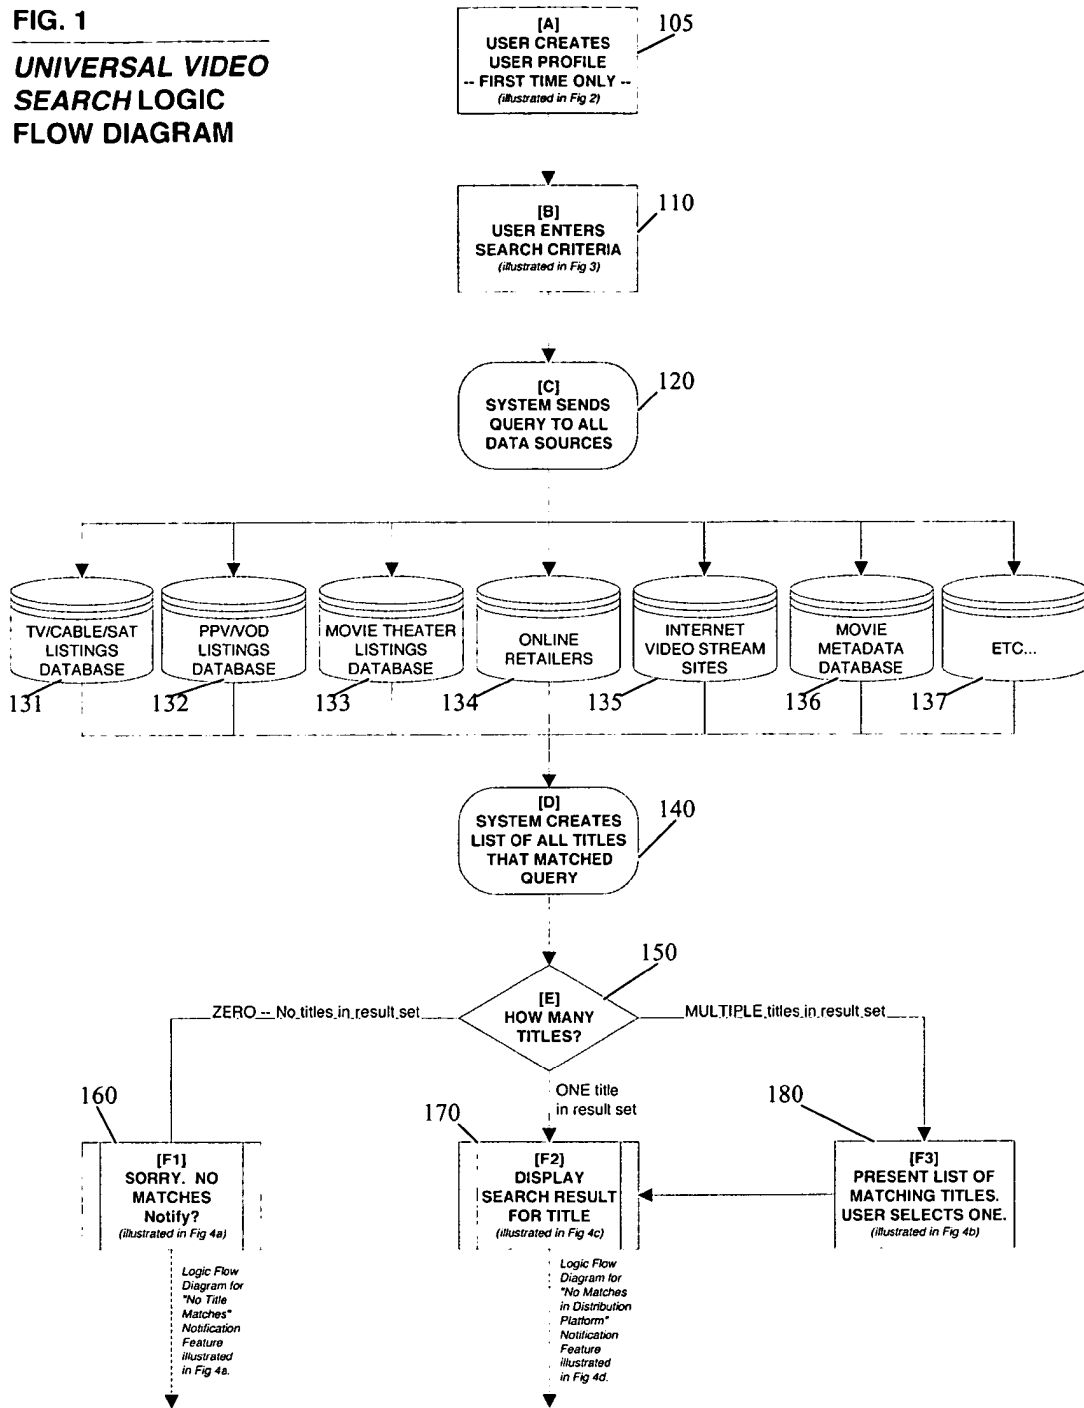 FIG. 1
UNIVERSAL VIDEO
SEARCH LOGIC
FLOW DIAGRAM
[A]
USER CREATES
USER PROFILE
-- FIRST TIME ONLY --
(illustrated in Fig 2)
105
[B]
USER ENTERS
SEARCH CRITERIA
(illustrated in Fig 3)
110
[C]
SYSTEM SENDS
QUERY TO ALL
DATA SOURCES
120
TV/CABLE/SAT
LISTINGS
DATABASE
131
PPV/VOD
LISTINGS
DATABASE
132
MOVIE THEATER
LISTINGS
DATABASE
133
ONLINE
RETAILERS
134
INTERNET
VIDEO STREAM
SITES
135
MOVIE
METADATA
DATABASE
136
ETC...
137
[D]
SYSTEM CREATES
LIST OF ALL TITLES
THAT MATCHED
QUERY
140
[E]
HOW MANY
TITLES?
150
ZERO -- No titles in result set
MULTIPLE titles in result set
ONE title
in result set
160
[F1]
SORRY. NO
MATCHES
Notify?
(illustrated in Fig 4a)
170
[F2]
DISPLAY
SEARCH RESULT
FOR TITLE
(illustrated in Fig 4c)
180
[F3]
PRESENT LIST OF
MATCHING TITLES.
USER SELECTS ONE.
(illustrated in Fig 4b)
Logic Flow
Diagram for
"No Title
Matches"
Notification
Feature
illustrated
in Fig 4a.
Logic Flow
Diagram for
"No Matches
in Distribution
Platform"
Notification
Feature
illustrated
in Fig 4d.